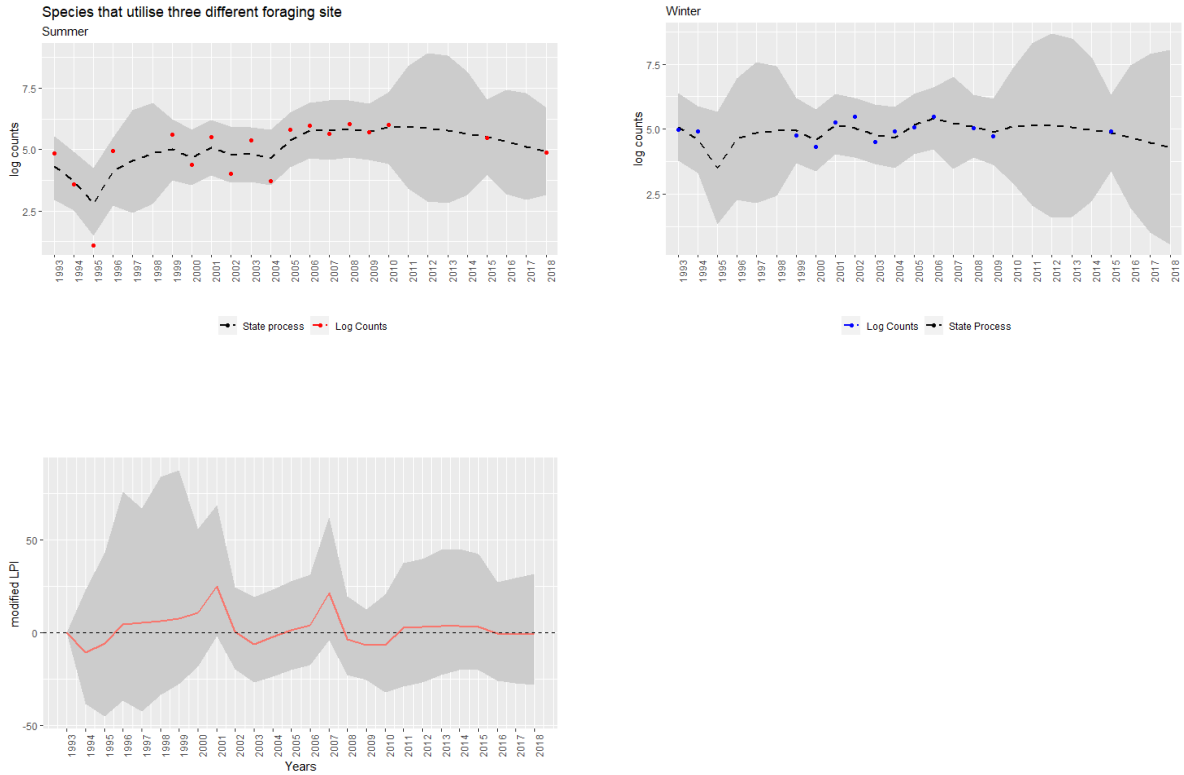 Species that utilise three different foraging site
Summer
log counts
7.5
5.0
2.5
1993 1994 1995 1996 1997 1998 1999 2000 2001 2002 2003 2004 2005 2006 2007 2008 2009 2010 2011 2012 2013 2014 2015 2016 2017 2018
State process Log Counts
Winter
log counts
7.5
5.0
2.5
1993 1994 1995 1996 1997 1998 1999 2000 2001 2002 2003 2004 2005 2006 2007 2008 2009 2010 2011 2012 2013 2014 2015 2016 2017 2018
Log Counts State Process
modified LPI
50
0
-50
1993 1994 1995 1996 1997 1998 1999 2000 2001 2002 2003 2004 2005 2006 2007 2008 2009 2010 2011 2012 2013 2014 2015 2016 2017 2018
Years